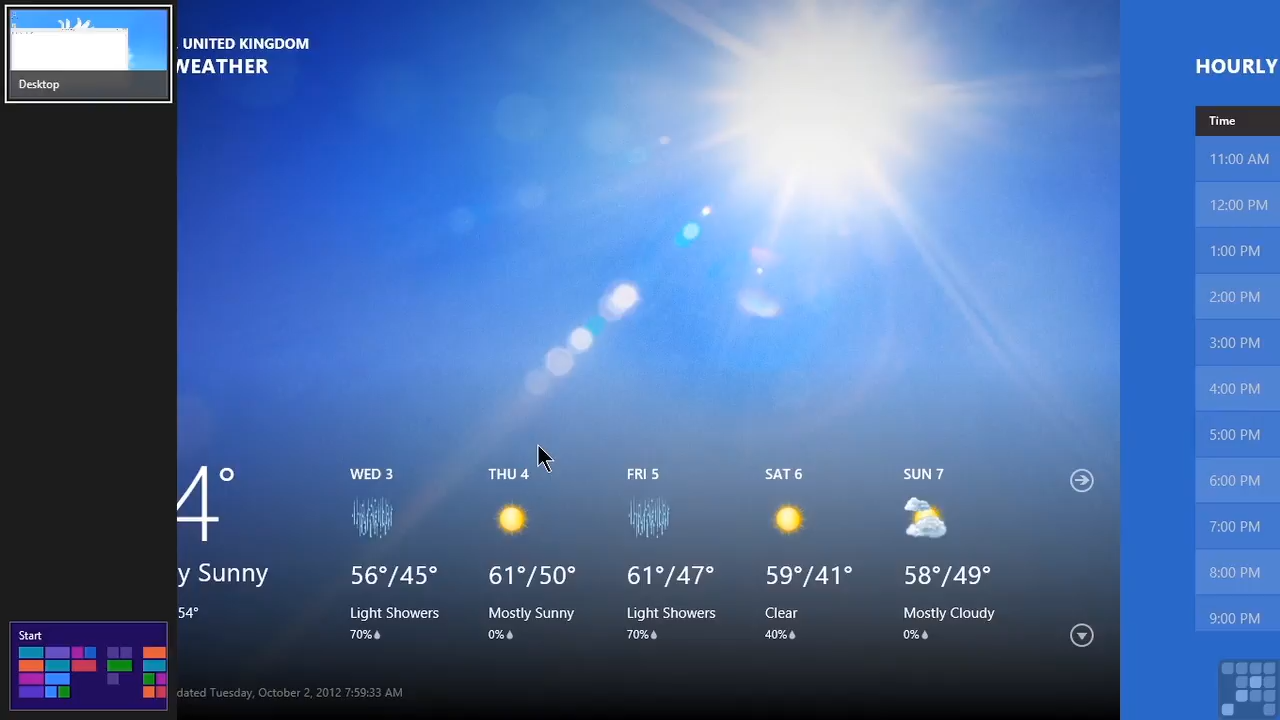 Desktop
, UNITED KINGDOM
WEATHER
HOURLY
Time
11:00 AM
12:00 PM
1:00 PM
2:00 PM
3:00 PM
4:00 PM
5:00 PM
6:00 PM
7:00 PM
8:00 PM
9:00 PM
4°
y Sunny
54°
WED 3
56°/45°
Light Showers
70%
THU 4
61°/50°
Mostly Sunny
0%
FRI 5
61°/47°
Light Showers
70%
SAT 6
59°/41°
Clear
40%
SUN 7
58°/49°
Mostly Cloudy
0%
dated Tuesday, October 2, 2012 7:59:33 AM
Start